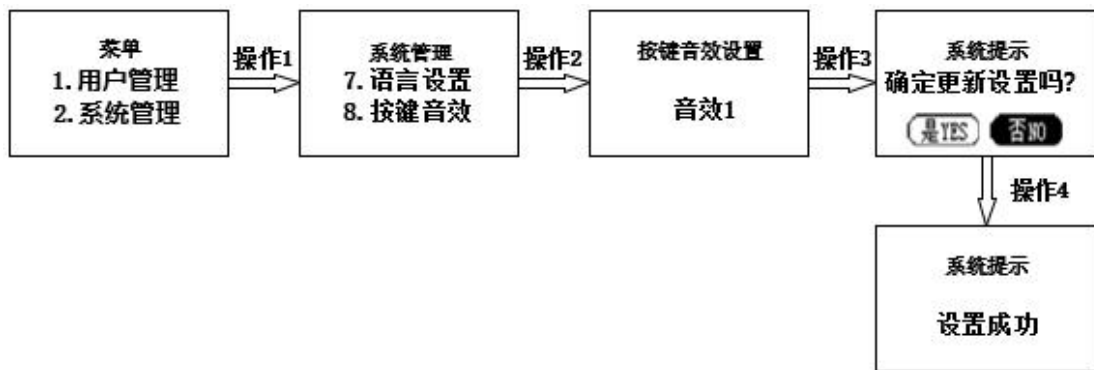 菜单
1.用户管理
2.系统管理
操作1
系统管理
7.语言设置
8.按键音效
操作2
按键音效设置
音效1
操作3
系统提示
确定更新设置吗?
是YES 否NO
操作4
系统提示
设置成功